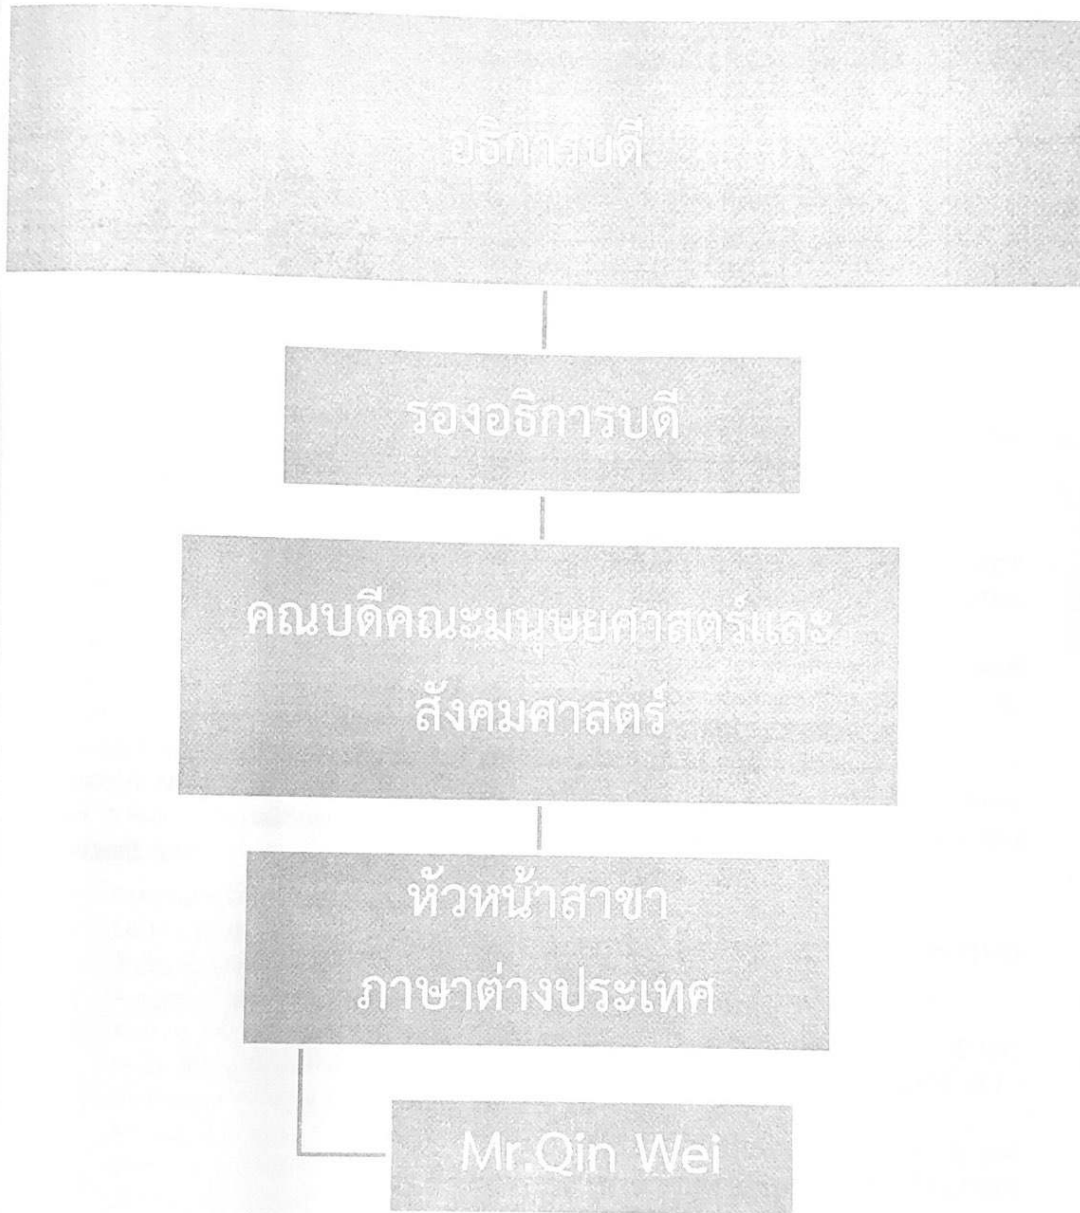 อธิการบดี
รองอธิการบดี
คณบดีคณะมนุษยศาสตร์และ
สังคมศาสตร์
หัวหน้าสาขา
ภาษาต่างประเทศ
Mr.Qin Wei